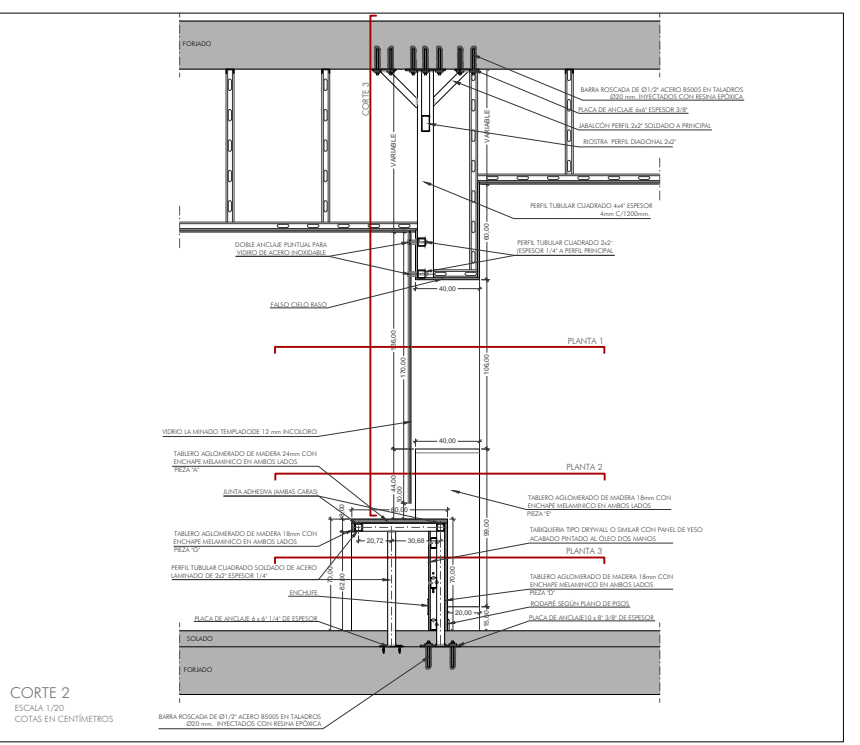 FORJADO
CORTE 3
BARRA ROSCADA DE Ø1/2" ACERO B500S EN TALADROS
Ø20 mm. INYECTADOS CON RESINA EPÓXICA
PLACA DE ANCLAJE 6x6" ESPESOR 3/8"
JABALCÓN PERFIL 2x2" SOLDADO A PRINCIPAL
RIOSTRA PERFIL DIAGONAL 2x2"
VARIABLE
VARIABLE
PERFIL TUBULAR CUADRADO 4x4" ESPESOR
4mm C/1200mm.
60,00
DOBLE ANCLAJE PUNTUAL PARA
VIDIRO DE ACERO INOXIDABLE
PERFIL TUBULAR CUADRADO 2x2"
(ESPESOR 1/4" A PERFIL PRINCIPAL
40,00
FALSO CIELO RASO
PLANTA 1
170,00
106,00
VIDRIO LA MINADO TEMPLADODE 12 mm INCOLORO
40,00
TABLERO AGLOMERADO DE MADERA 24mm CON
ENCHAPE MELAMINICO EN AMBOS LADOS
PIEZA "A"
PLANTA 2
44,00
30,00
JUNTA ADHESIVA (AMBAS CARAS)
60,00
TABLERO AGLOMERADO DE MADERA 18mm CON
ENCHAPE MELAMINICO EN AMBOS LADOS
PIEZA "E"
TABLERO AGLOMERADO DE MADERA 18mm CON
ENCHAPE MELAMINICO EN AMBOS LADOS
PIEZA "G"
20,72
30,68
TABIQUERIA TIPO DRYWALL O SIMILAR CON PANEL DE YESO
ACABADO PINTADO AL ÓLEO DOS MANOS
PLANTA 3
PERFIL TUBULAR CUADRADO SOLDADO DE ACERO
LAMINADO DE 2x2" ESPESOR 1/4"
70,00
62,00
70,00
TABLERO AGLOMERADO DE MADERA 18mm CON
ENCHAPE MELAMINICO EN AMBOS LADOS
PIEZA "D"
ENCHUFE
RODAPIÉ SEGÚN PLANO DE PISOS
20,00
15,00
PLACA DE ANCLAJE 6 x 6" 1/4" DE ESPESOR
PLACA DE ANCLAJE10 x 8" 3/8" DE ESPESOR
SOLADO
FORJADO
CORTE 2
ESCALA 1/20
COTAS EN CENTÍMETROS
BARRA ROSCADA DE Ø1/2" ACERO B500S EN TALADROS
Ø20 mm. INYECTADOS CON RESINA EPÓXICA